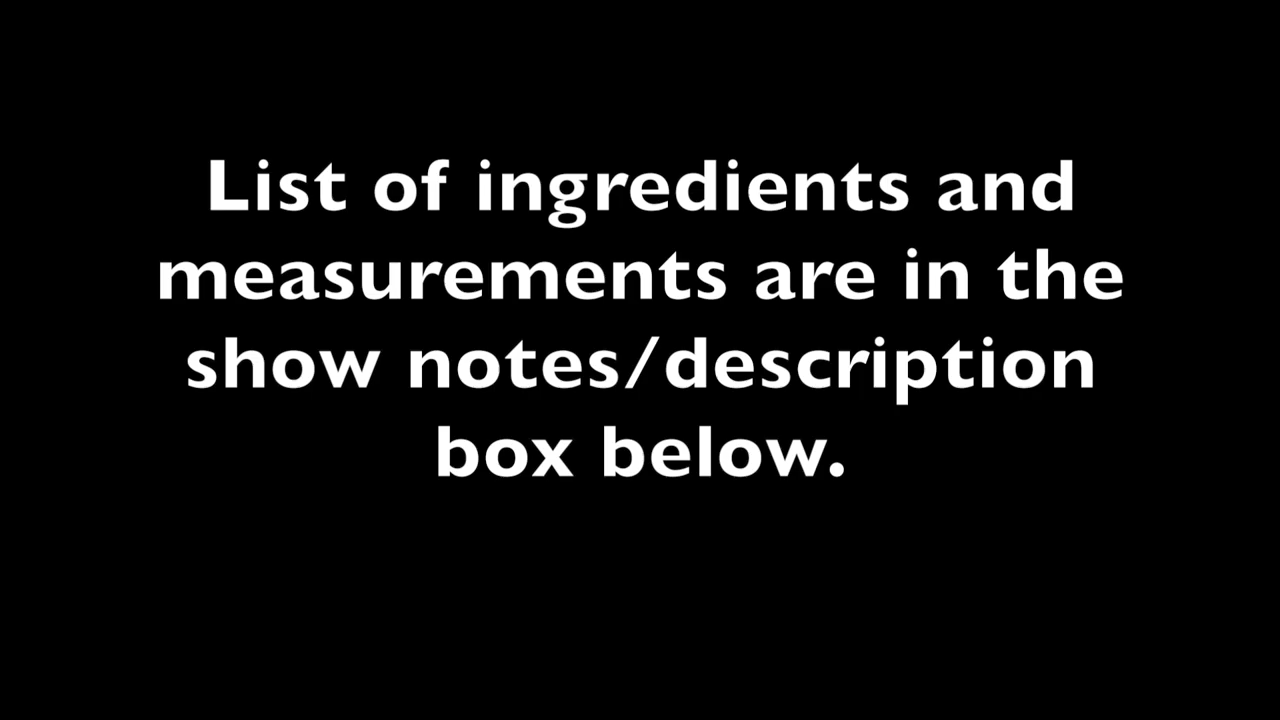 List of ingredients and
measurements are in the
show notes/description
box below.